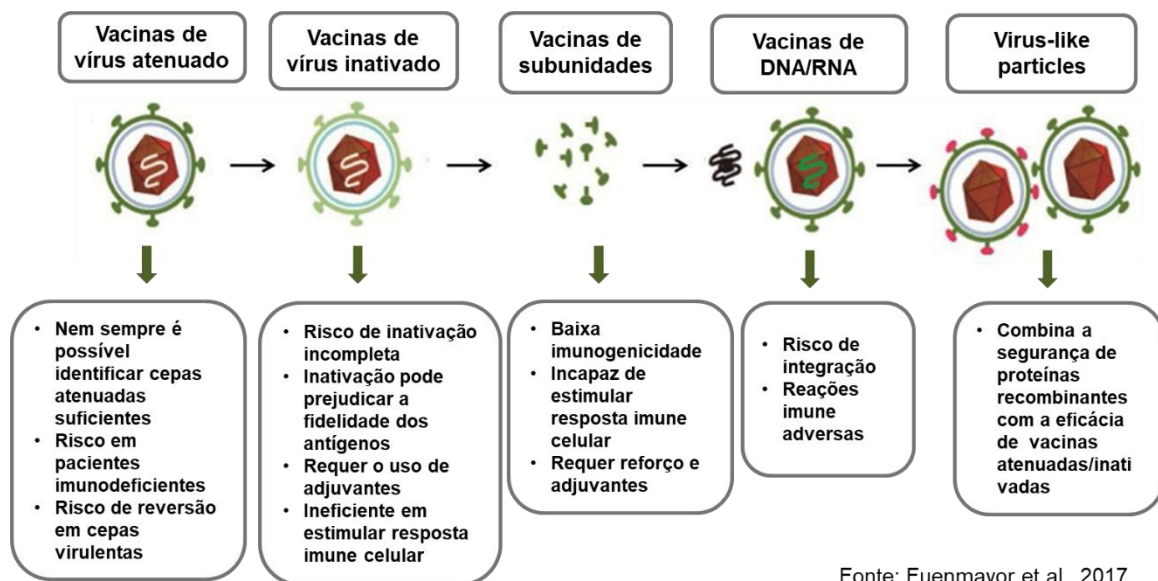 Vacinas de
vírus atenuado
Vacinas de
vírus inativado
Vacinas de
subunidades
Vacinas de
DNA/RNA
Virus-like
particles
• Nem sempre é
possível
identificar cepas
atenuadas
suficientes
• Risco em
pacientes
imunodeficientes
• Risco de reversão
em cepas
virulentas
• Risco de inativação
incompleta
• Inativação pode
prejudicar a
fidelidade dos
antígenos
• Requer o uso de
adjuvantes
• Ineficiente em
estimular resposta
imune celular
• Baixa
imunogenicidade
• Incapaz de
estimular
resposta imune
celular
• Requer reforço e
adjuvantes
• Risco de
integração
• Reações
imune
adversas
• Combina a
segurança de
proteínas
recombinantes
com a eficácia
de vacinas
atenuadas/inati
vadas
Fonte: Fuenmayor et al., 2017